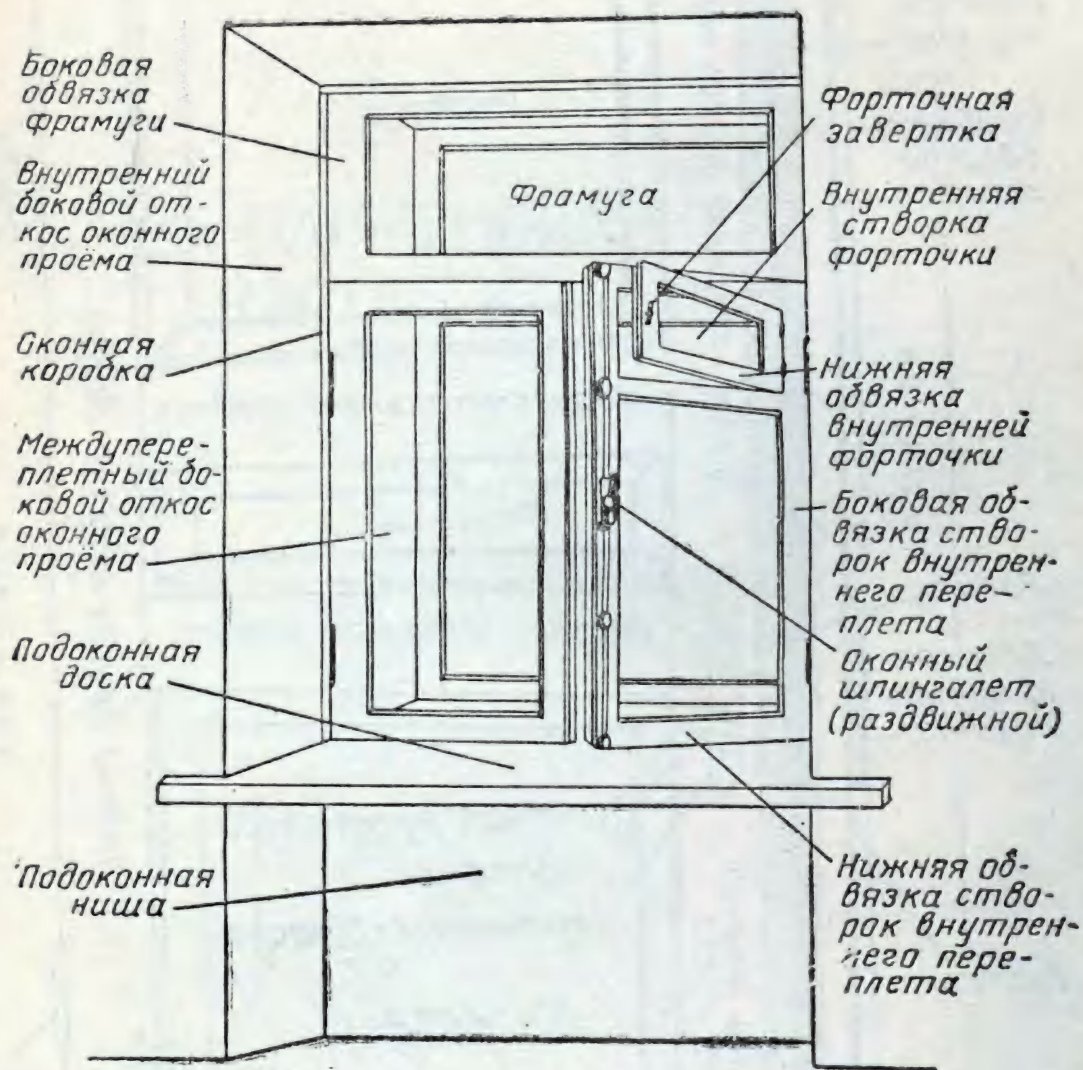 Боковая
обвязка
фрамуги
Внутренний
боковой от-
кос оконного
проёма
Оконная
коробка
Междупере-
плетный бо-
ковой откос
оконного
проёма
Подоконная
доска
Подоконная
ниша
Фрамуга
Форточная
завертка
Внутренняя
створка
форточки
Нижняя
обвязка
внутренней
форточки
Боковая об-
вязка ство-
рок внутрен-
него пере-
плета
Оконный
шпингалет
(раздвижной)
Нижняя об-
вязка ство-
рок внутрен-
него пере-
плета